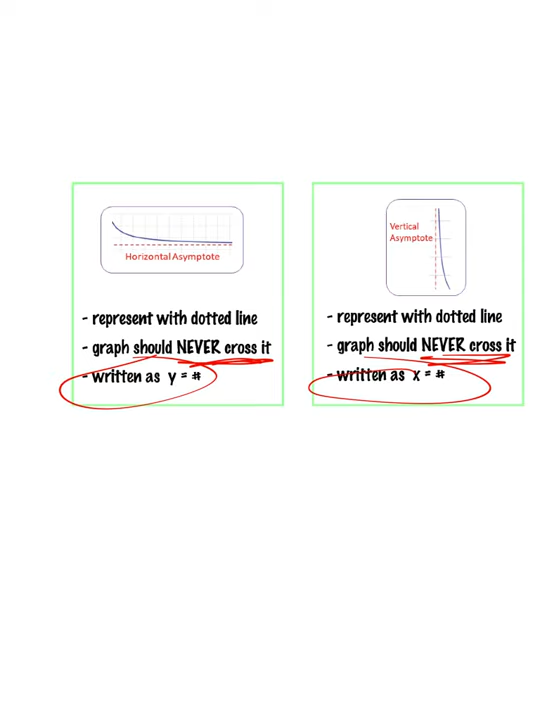 Horizontal Asymptote
- represent with dotted line
- graph should NEVER cross it
- written as y = #
Vertical
Asymptote
- represent with dotted line
- graph should NEVER cross it
- written as x = #